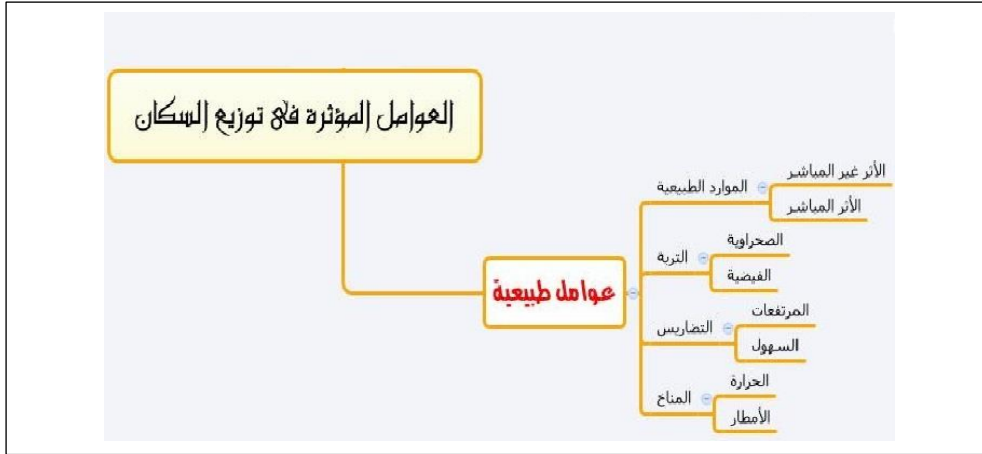 العوامل المؤثرة فى توزيع السكان
عوامل طبيعية
الموارد الطبيعية
الأثر غير المباشر
الأثر المباشر
التربة
الصحراوية
الفيضية
التضاريس
المرتفعات
السهول
المناخ
الحرارة
الأمطار